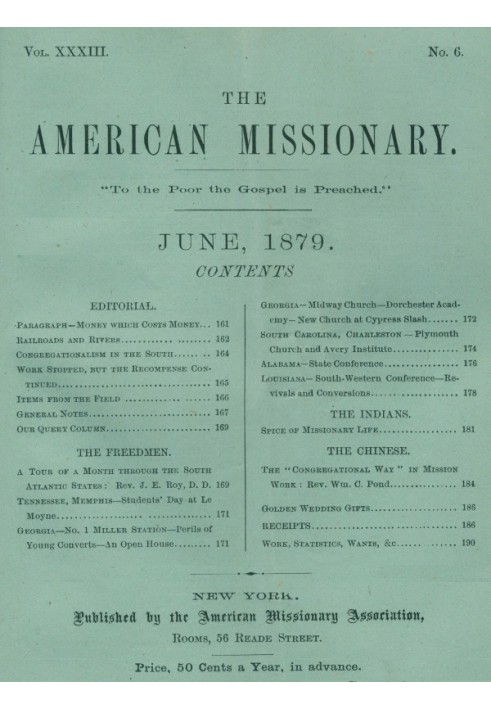 VOL. XXXIII. No. 6.
THE
AMERICAN MISSIONARY.
"To the Poor the Gospel is Preached."
JUNE, 1879.
CONTENTS
EDITORIAL.
PARAGRAPH—MONEY WHICH COSTS MONEY... 161
RAILROADS AND RIVERS............... 162
CONGREGATIONALISM IN THE SOUTH....... 164
WORK STOPPED, BUT THE RECOMPENSE CON-
TINUED............... 165
ITEMS FROM THE FIELD............... 166
GENERAL NOTES............... 167
OUR QUERY COLUMN............... 169
THE FREEDMEN.
A TOUR OF A MONTH THROUGH THE SOUTH
ATLANTIC STATES: REV. J. E. ROY, D. D. 169
TENNESSEE, MEMPHIS—Students' Day at Le
Moyne............... 171
GEORGIA—NO. 1 MILLER STATION—Perils of
Young Converts—An Open House......... 171
GEORGIA—Midway Church—Dorchester Acad-
emy—New Church at Cypress Slash....... 172
SOUTH CAROLINA, CHARLESTON—Plymouth
Church and Avery Institute............... 174
ALABAMA—State Conference............... 176
LOUISIANA—South-Western Conference—Re-
vivals and Conversions............... 178
THE INDIANS.
SPICE OF MISSIONARY LIFE............... 181
THE CHINESE.
THE "CONGREGATIONAL WAY" IN MISSION
WORK: REV. WM. C. POND............... 184
GOLDEN WEDDING GIFTS............... 186
RECEIPTS............... 186
WORK, STATISTICS, WANTS, &c............... 190
NEW YORK.
Published by the American Missionary Association,
ROOMS, 56 READE STREET.
Price, 50 Cents a Year, in advance.